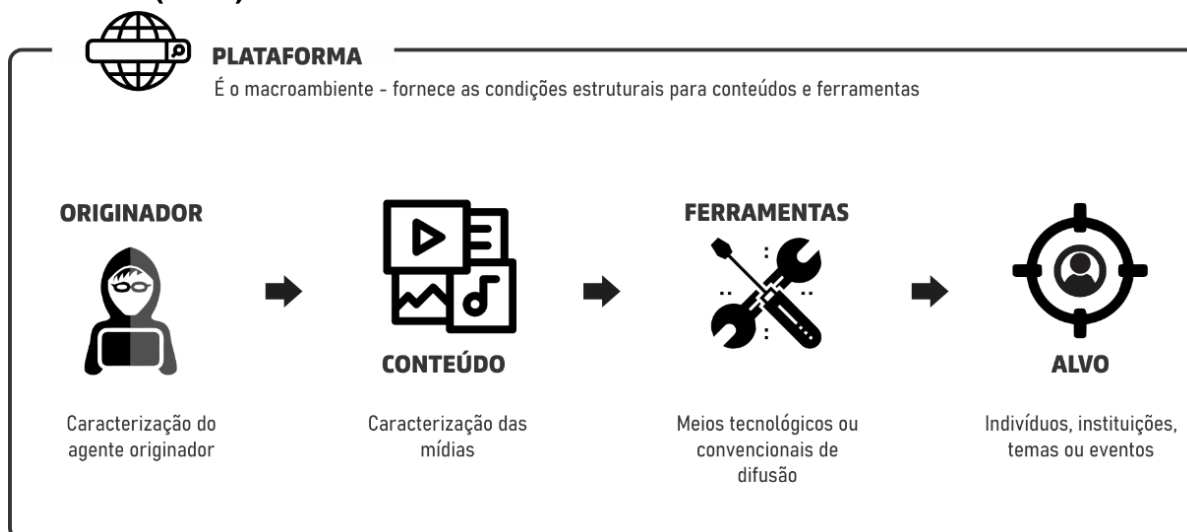 PLATAFORMA
É o macroambiente - fornece as condições estruturais para conteúdos e ferramentas
ORIGINADOR
Caracterização do
agente originador
CONTEÚDO
Caracterização das
mídias
FERRAMENTAS
Meios tecnológicos ou
convencionais de
difusão
ALVO
Indivíduos, instituições,
temas ou eventos